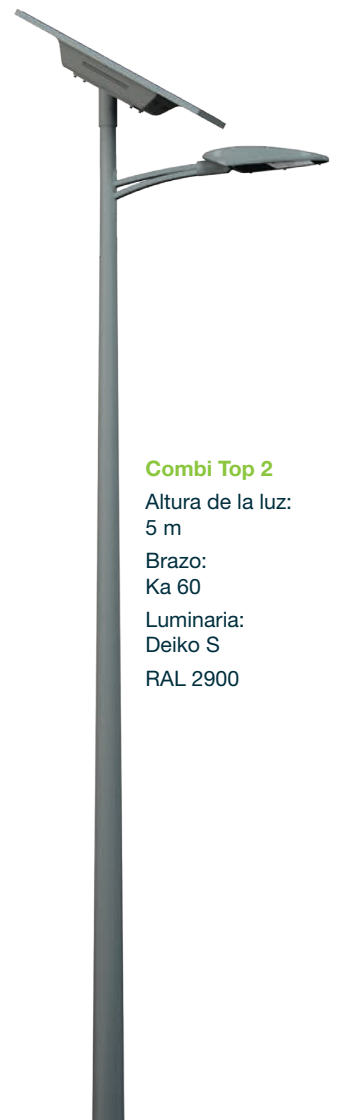 Combi Top 2
Altura de la luz:
5 m
Brazo:
Ka 60
Luminaria:
Deiko S
RAL 2900